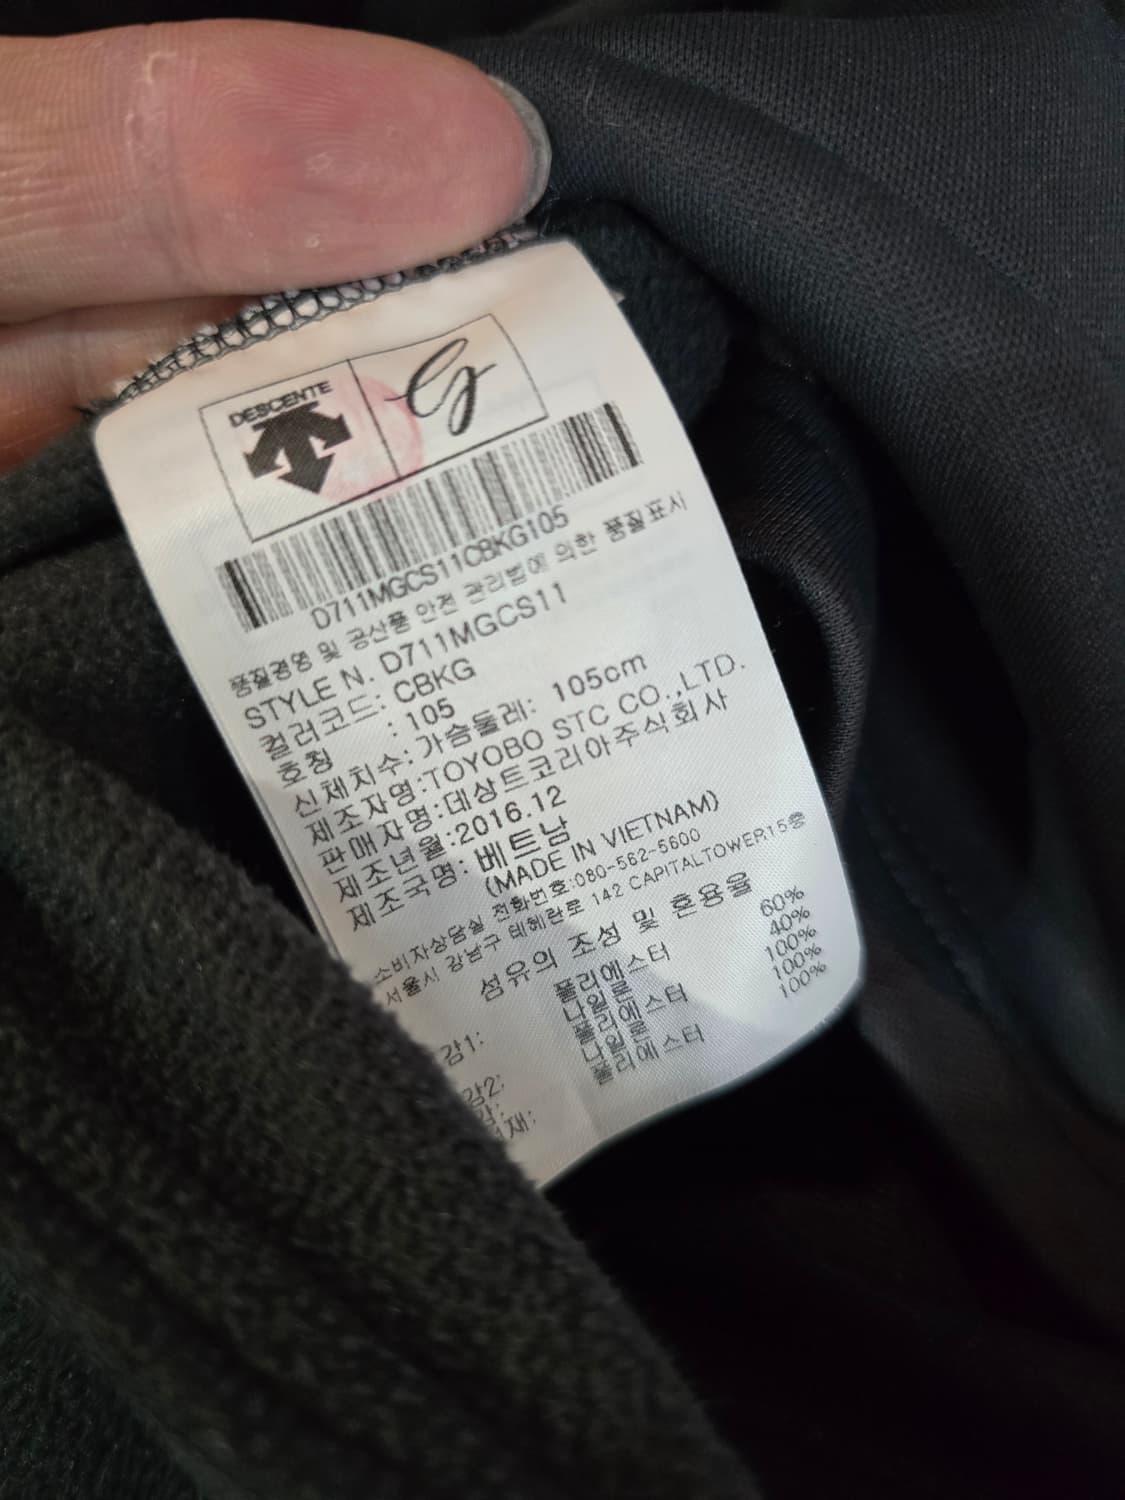 DESCENTE
G
D711MGCS11CBKG105
품질경영 및 공산품 안전 관리법에 의한 품질표시
STYLE N. D711MGCS11
컬러코드: CBKG
호칭 : 105
신체치수: 가슴둘레: 105cm
제조자명:TOYOBO STC CO.,LTD.
판매자명:데상트코리아주식회사
제조년월:2016.12
제조국명: 베트남
(MADE IN VIETNAM)
소비자상담실 전화번호:080-562-5600
서울시 강남구 테헤란로 142 CAPITALTOWER15층
섬유의 조성 및 혼용율
감1: 폴리에스터 60%
나일론 40%
감2: 폴리에스터 100%
나일론 100%
재: 폴리에스터 100%